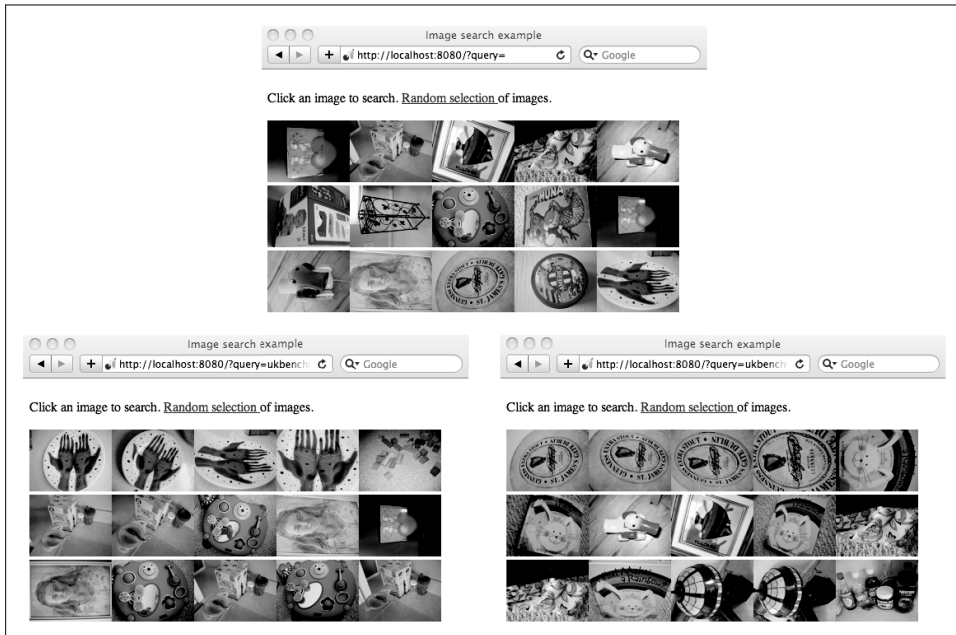 Image search example
http://localhost:8080/?query=
Google
Click an image to search. Random selection of images.
Image search example
http://localhost:8080/?query=ukbench
Google
Click an image to search. Random selection of images.
Image search example
http://localhost:8080/?query=ukbench
Google
Click an image to search. Random selection of images.